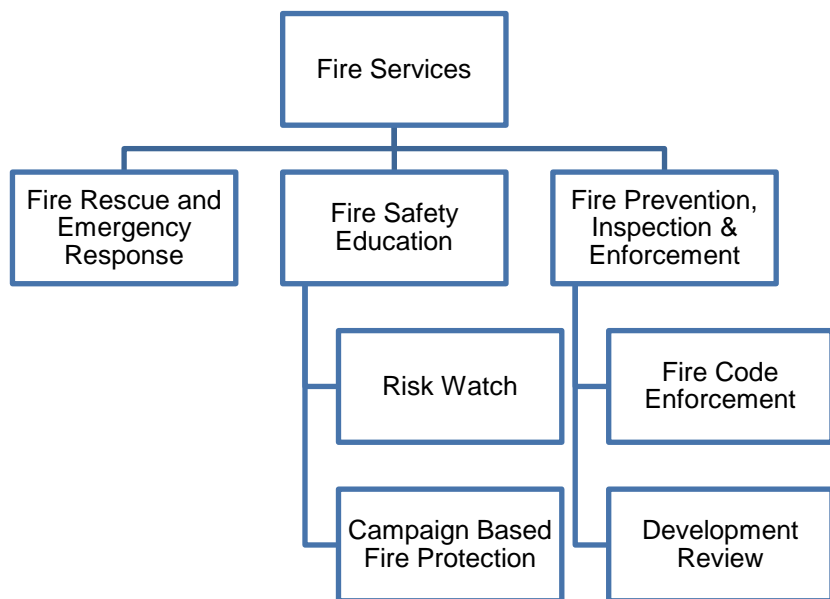 Fire Services
Fire Rescue and
Emergency
Response
Fire Safety
Education
Fire Prevention,
Inspection &
Enforcement
Risk Watch
Fire Code
Enforcement
Campaign Based
Fire Protection
Development
Review